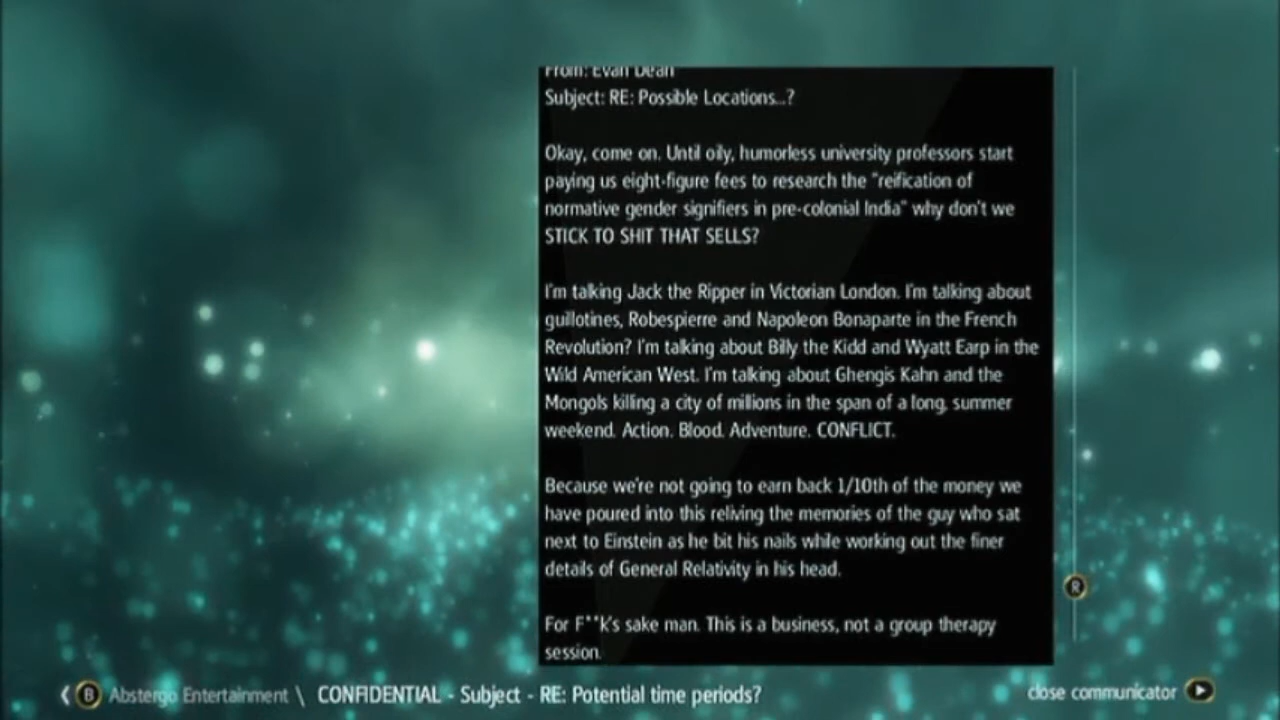 From: Evan Dean
Subject: RE: Possible Locations..?
Okay, come on. Until oily, humorless university professors start
paying us eight-figure fees to research the "reification of
normative gender signifiers in pre-colonial India" why don't we
STICK TO SHIT THAT SELLS?
I'm talking Jack the Ripper in Victorian London. I'm talking about
guillotines, Robespierre and Napoleon Bonaparte in the French
Revolution? I'm talking about Billy the Kidd and Wyatt Earp in the
Wild American West. I'm talking about Ghengis Kahn and the
Mongols killing a city of millions in the span of a long, summer
weekend. Action. Blood. Adventure. CONFLICT.
Because we're not going to earn back 1/10th of the money we
have poured into this reliving the memories of the guy who sat
next to Einstein as he bit his nails while working out the finer
details of General Relativity in his head.
For F**k's sake man. This is a business, not a group therapy
session.
R
B Abstergo Entertainment \ CONFIDENTIAL - Subject - RE: Potential time periods? close communicator